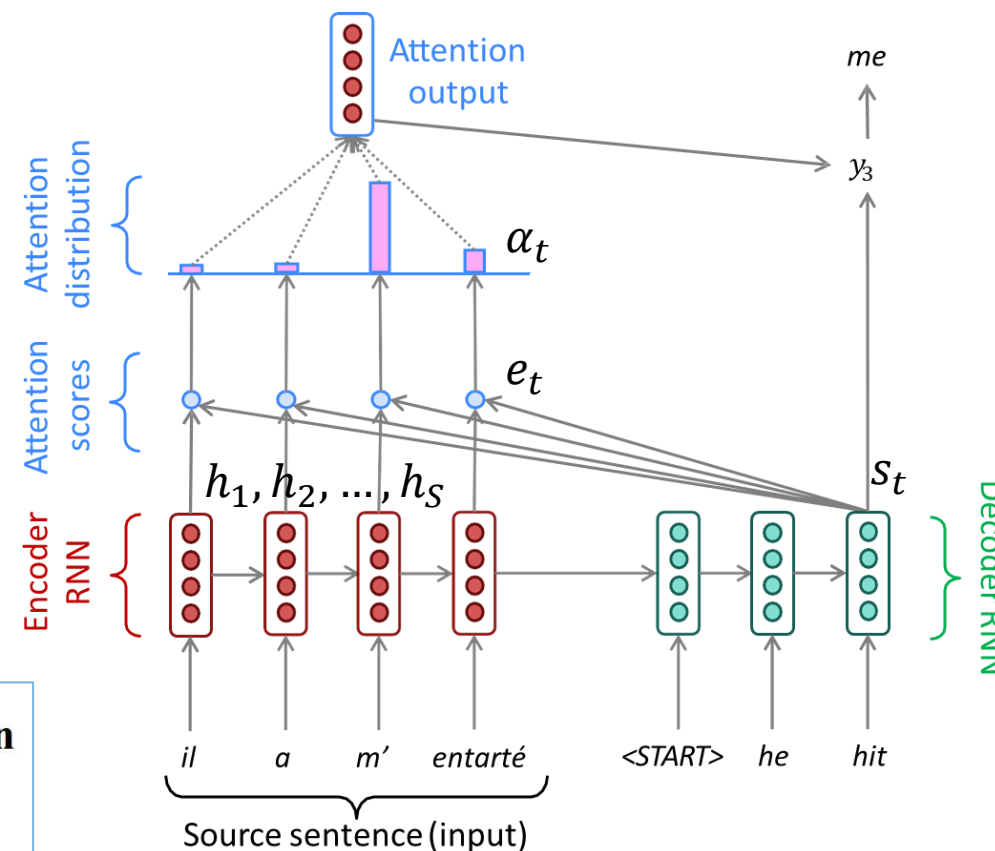 Attention
output
me
y₃
Attention
distribution
αₜ
Attention
scores
eₜ
h₁, h₂, …, h_S
sₜ
Encoder
RNN
Decoder RNN
n
il a m’ entarté <START> he hit
Source sentence (input)